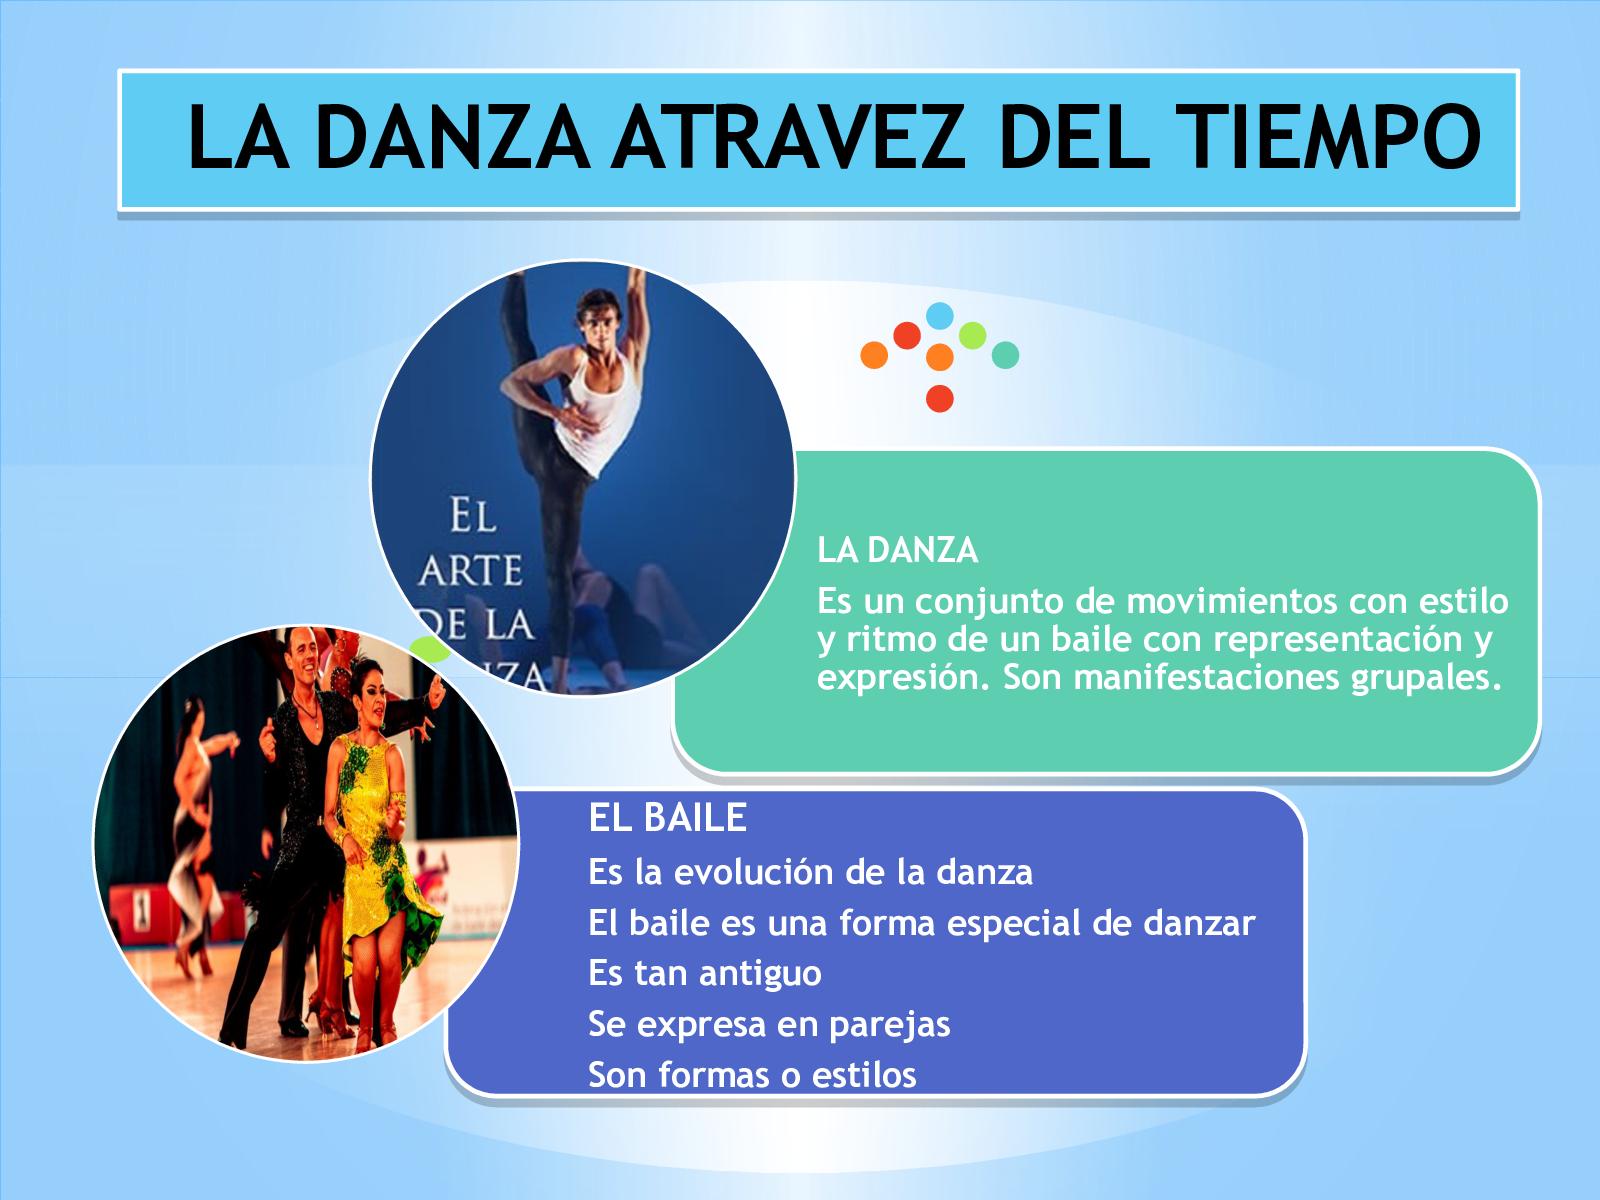 LA DANZA ATRAVEZ DEL TIEMPO
EL
ARTE
DE LA
LA DANZA
Es un conjunto de movimientos con estilo
y ritmo de un baile con representación y
expresión. Son manifestaciones grupales.
EL BAILE
Es la evolución de la danza
El baile es una forma especial de danzar
Es tan antiguo
Se expresa en parejas
Son formas o estilos
1